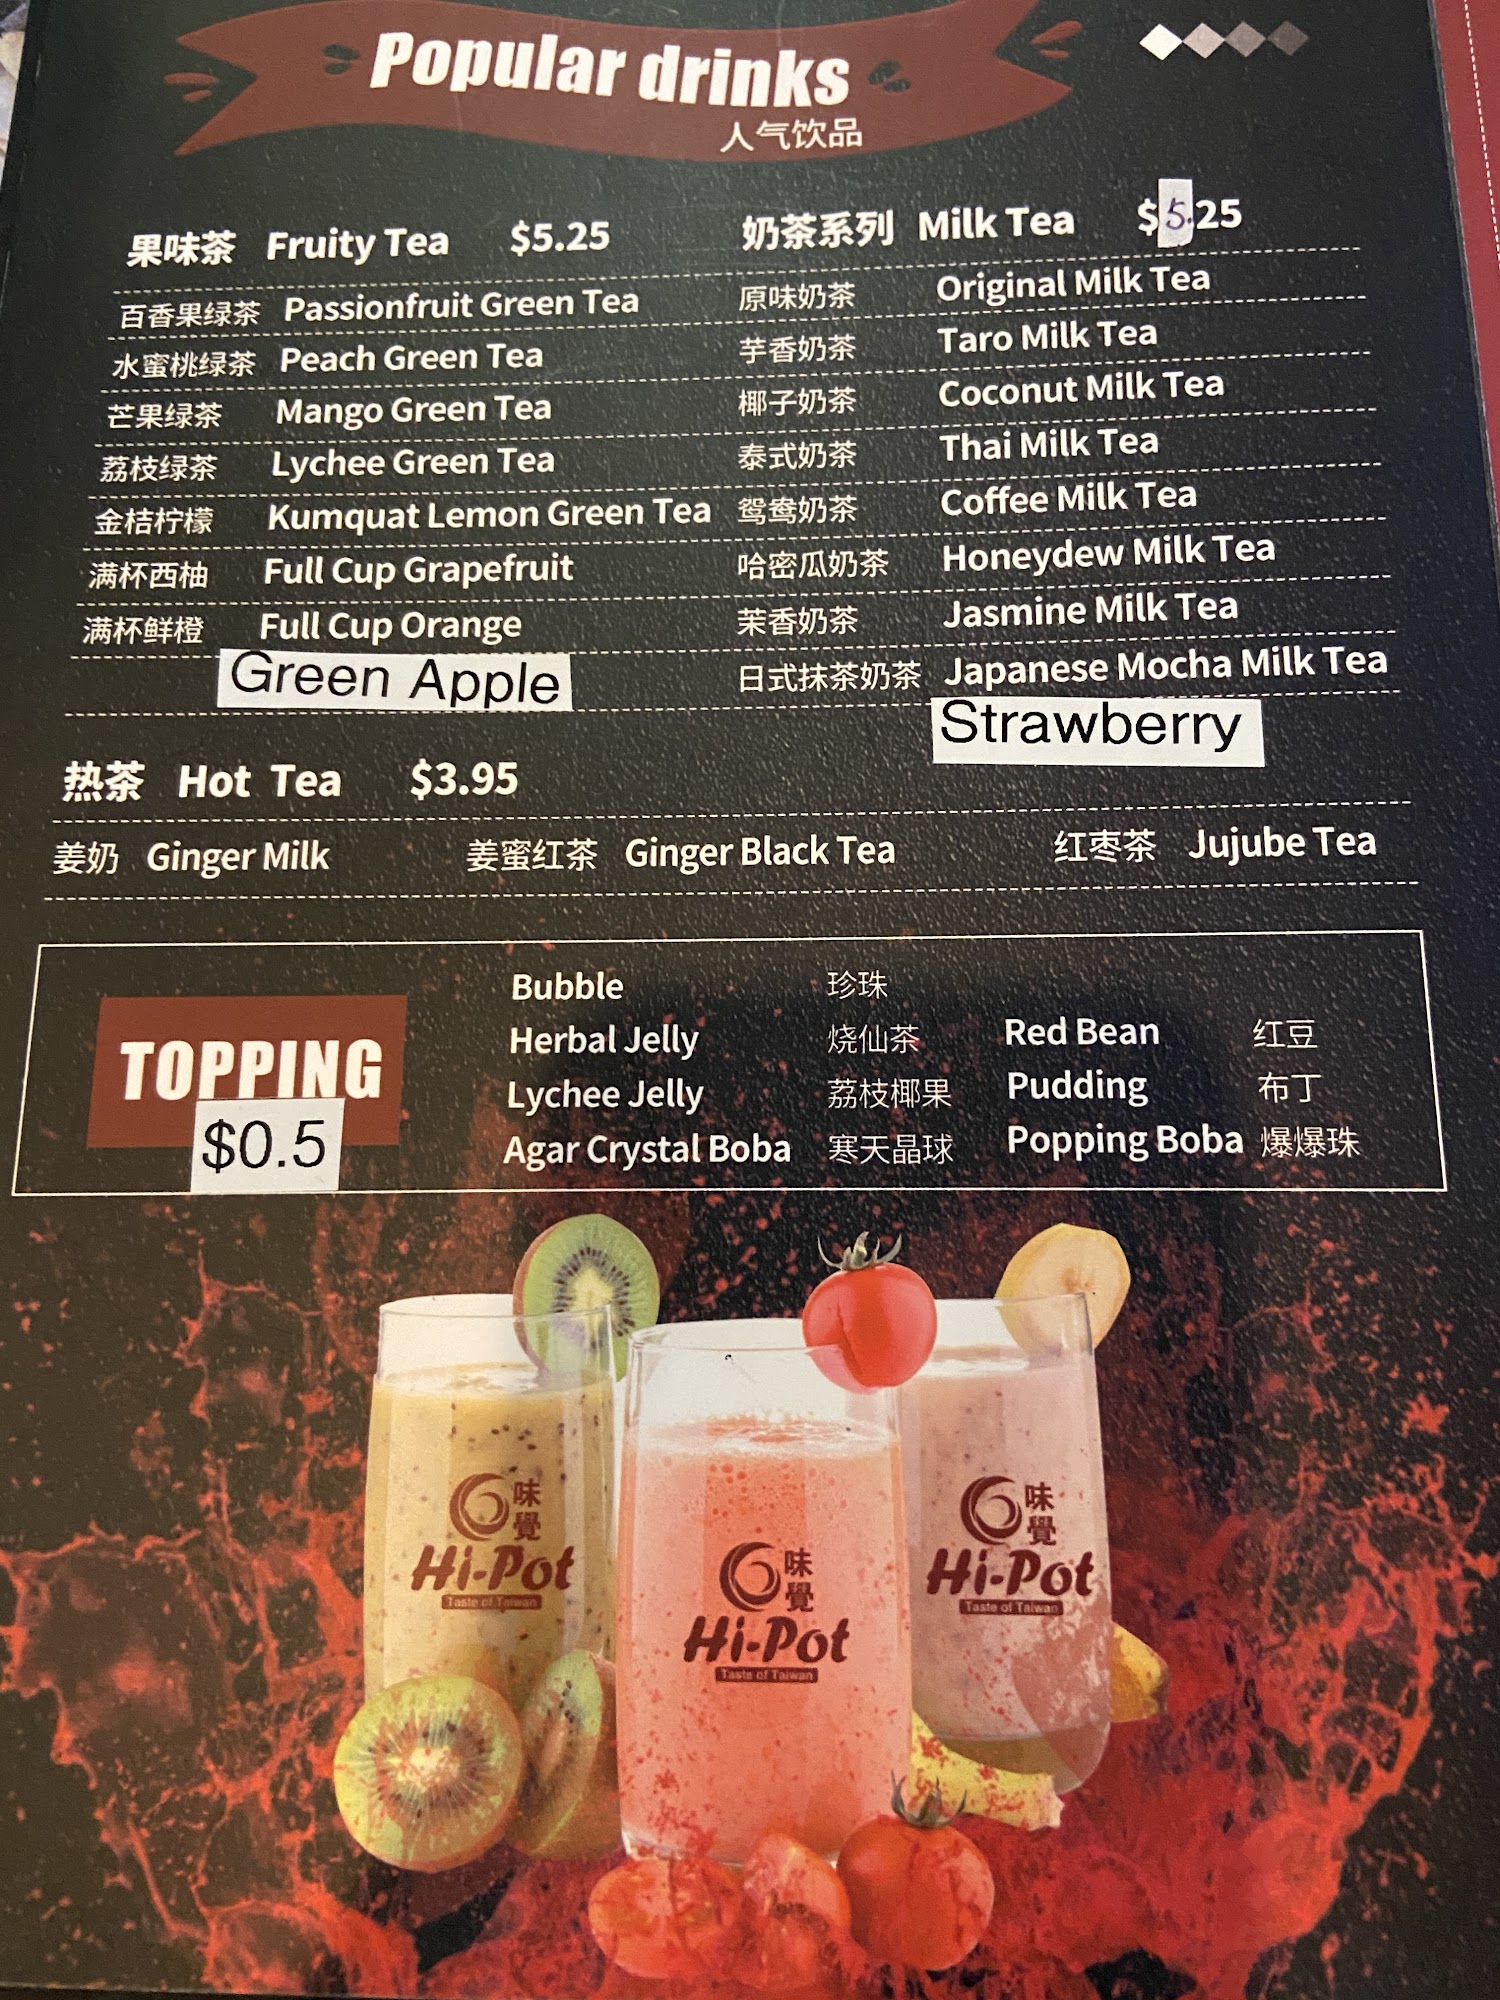 Popular drinks
人气饮品
果味茶 Fruity Tea $5.25
百香果绿茶 Passionfruit Green Tea
水蜜桃绿茶 Peach Green Tea
芒果绿茶 Mango Green Tea
荔枝绿茶 Lychee Green Tea
金桔柠檬 Kumquat Lemon Green Tea
满杯西柚 Full Cup Grapefruit
满杯鲜橙 Full Cup Orange
Green Apple
奶茶系列 Milk Tea $5.25
原味奶茶 Original Milk Tea
芋香奶茶 Taro Milk Tea
椰子奶茶 Coconut Milk Tea
泰式奶茶 Thai Milk Tea
鸳鸯奶茶 Coffee Milk Tea
哈密瓜奶茶 Honeydew Milk Tea
茉香奶茶 Jasmine Milk Tea
日式抹茶奶茶 Japanese Mocha Milk Tea
Strawberry
热茶 Hot Tea $3.95
姜奶 Ginger Milk 姜蜜红茶 Ginger Black Tea 红枣茶 Jujube Tea
TOPPING
$0.5
Bubble 珍珠
Herbal Jelly 烧仙茶
Lychee Jelly 荔枝椰果
Agar Crystal Boba 寒天晶球
Red Bean 红豆
Pudding 布丁
Popping Boba 爆爆珠
味覺
Hi-Pot
Taste of Taiwan
味覺
Hi-Pot
Taste of Taiwan
味覺
Hi-Pot
Taste of Taiwan